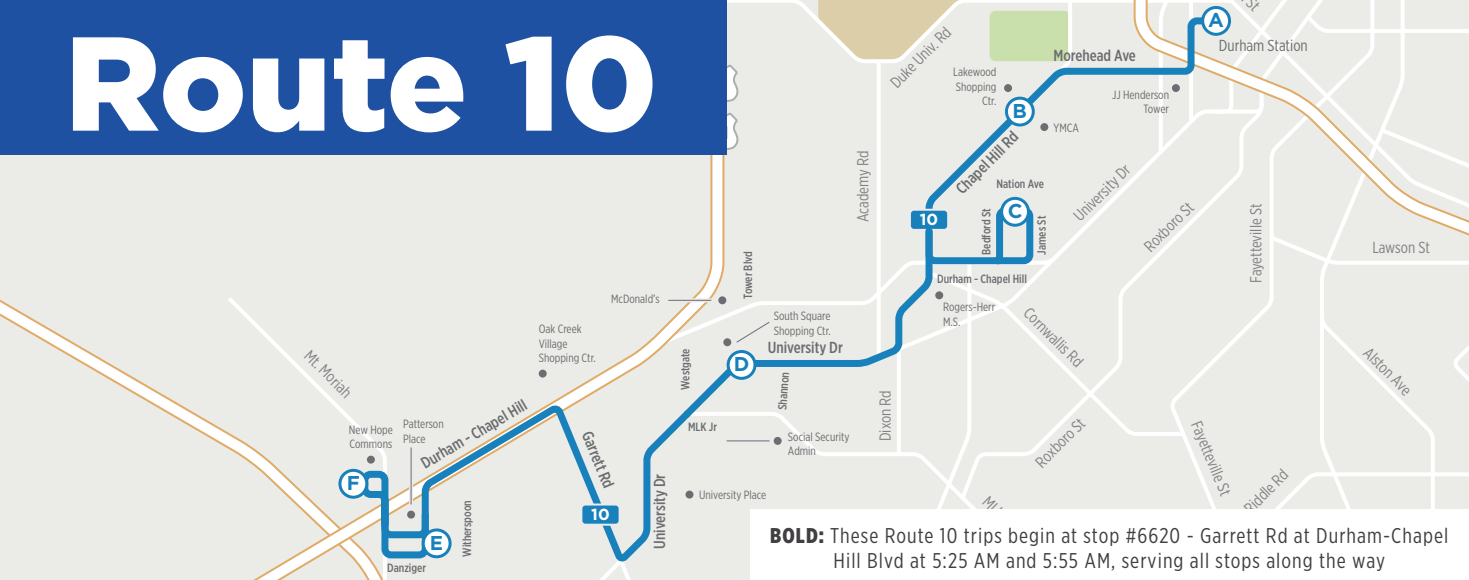 Route 10
St
A
Durham Station
Duke Univ. Rd
Morehead Ave
Lakewood
Shopping
Ctr.
JJ Henderson
Tower
B
YMCA
Chapel Hill Rd
Academy Rd
Nation Ave
University Dr
C
10
Bedford St
James St
Roxboro St
Fayetteville St
Lawson St
Durham - Chapel Hill
Rogers-Herr
M.S.
Tower Blvd
McDonald's
South Square
Shopping Ctr.
University Dr
Oak Creek
Village
Shopping Ctr.
Cornwallis Rd
Mt. Moriah
Westgate
D
Shannon
Alston Ave
Dixon Rd
Durham - Chapel Hill
Patterson
Place
New Hope
Commons
MLK Jr
Social Security
Admin
Garrett Rd
Roxboro St
Fayetteville St
F
University Dr
University Place
Riddle Rd
10
Witherspoon
E
Danziger
BOLD: These Route 10 trips begin at stop #6620 - Garrett Rd at Durham-Chapel
Hill Blvd at 5:25 AM and 5:55 AM, serving all stops along the way